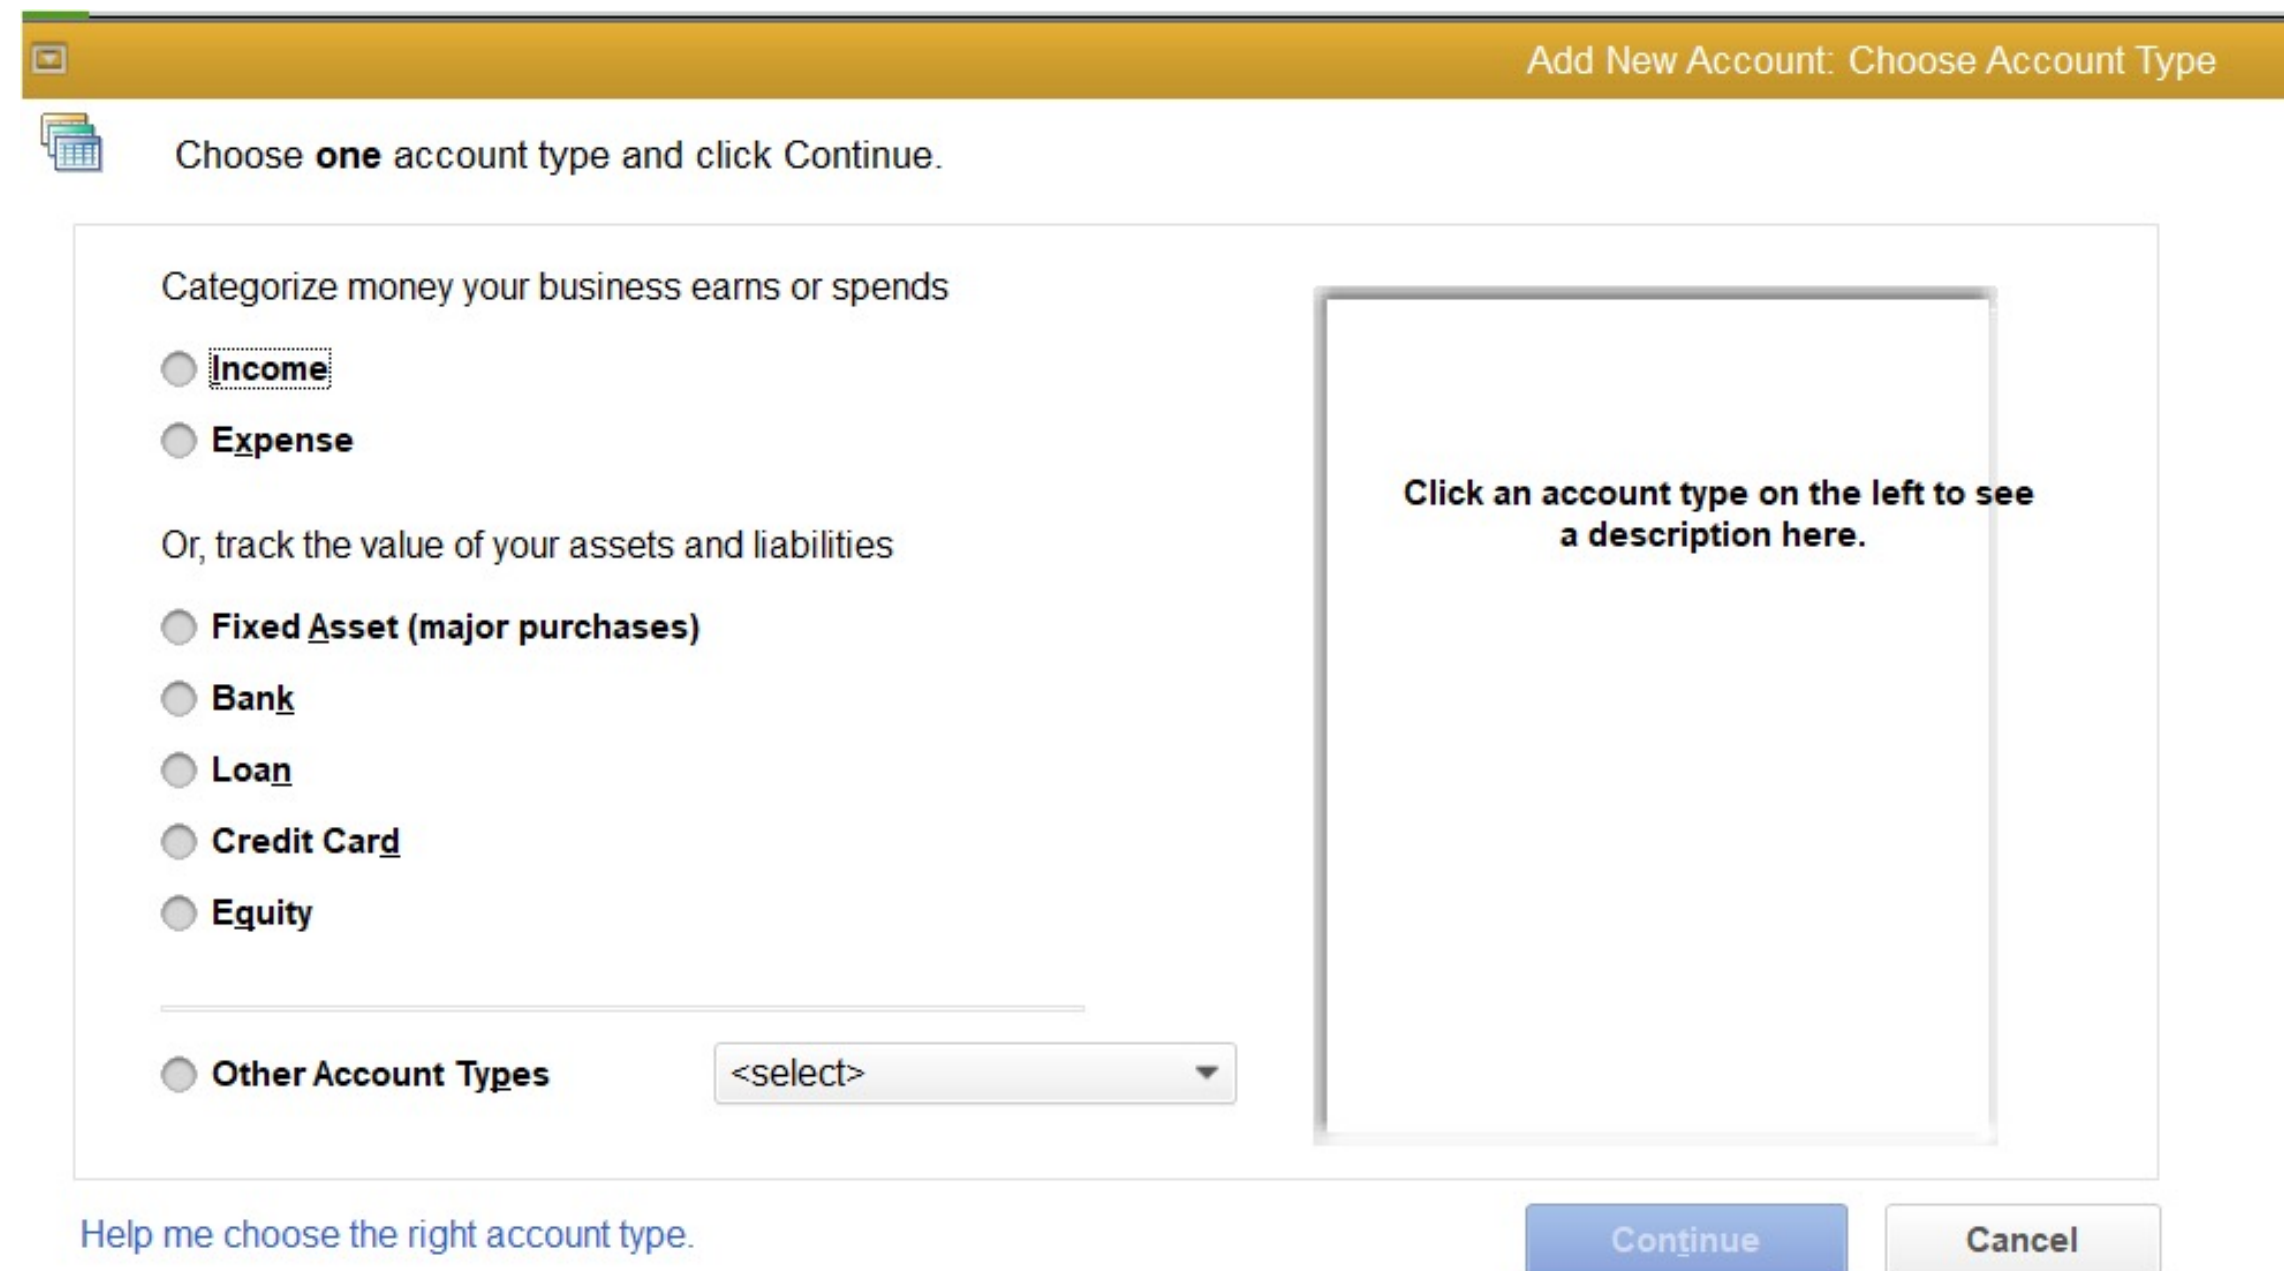 Add New Account: Choose Account Type
Choose one account type and click Continue.
Categorize money your business earns or spends
Income
Expense
Or, track the value of your assets and liabilities
Fixed Asset (major purchases)
Bank
Loan
Credit Card
Equity
Other Account Types
<select>
Click an account type on the left to see
a description here.
Help me choose the right account type.
Continue
Cancel